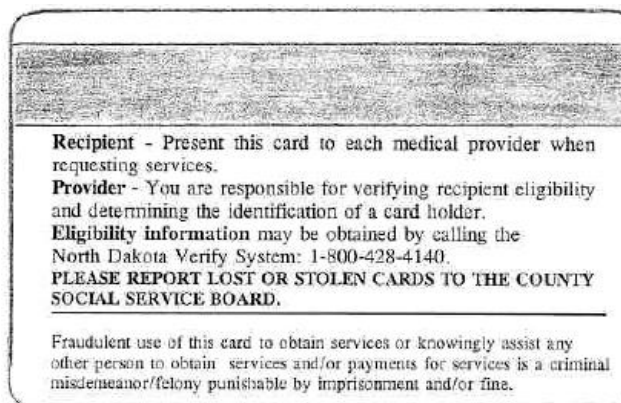 Recipient - Present this card to each medical provider when
requesting services.
Provider - You are responsible for verifying recipient eligibility
and determining the identification of a card holder.
Eligibility information may be obtained by calling the
North Dakota Verify System: 1-800-428-4140.
PLEASE REPORT LOST OR STOLEN CARDS TO THE COUNTY
SOCIAL SERVICE BOARD.
Fraudulent use of this card to obtain services or knowingly assist any
other person to obtain services and/or payments for services is a criminal
misdemeanor/felony punishable by imprisonment and/or fine.